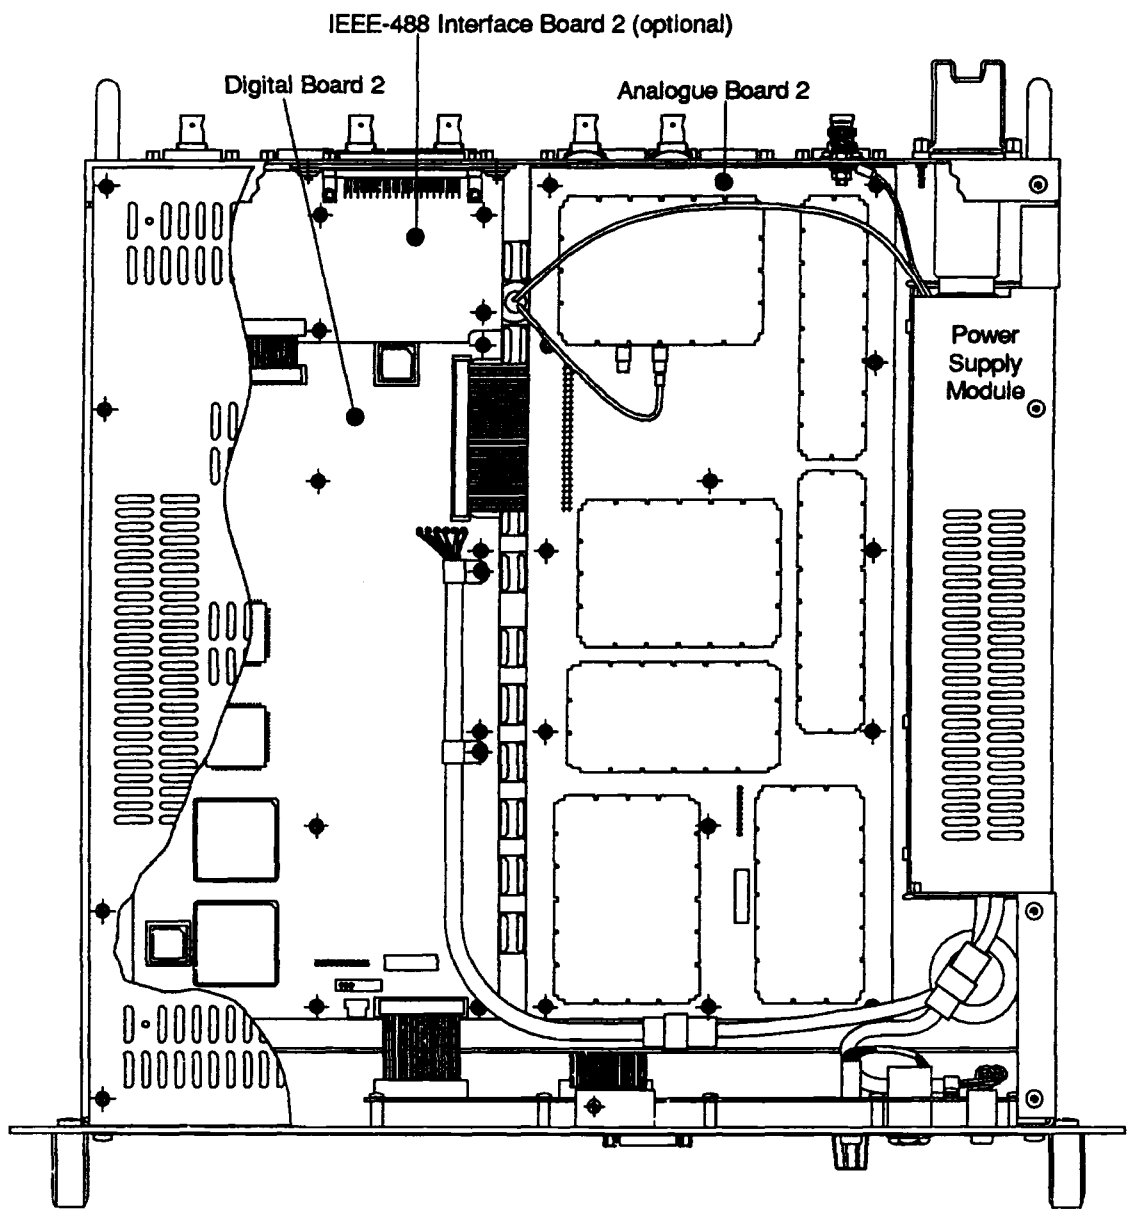 IEEE-488 Interface Board 2 (optional)
Digital Board 2
Analogue Board 2
Power
Supply
Module